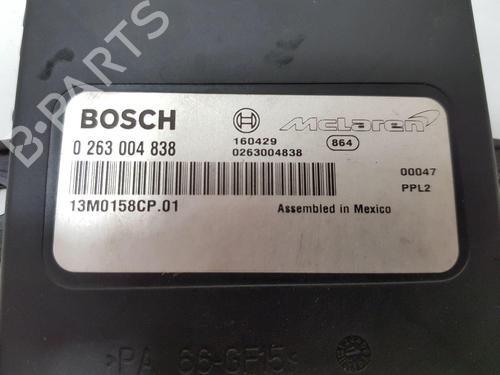 B-PARTS
BOSCH
McLaren
0 263 004 838
160429
864
0263004838
00047
PPL2
13M0158CP.01
Assembled in Mexico
>PA 66-GF15<